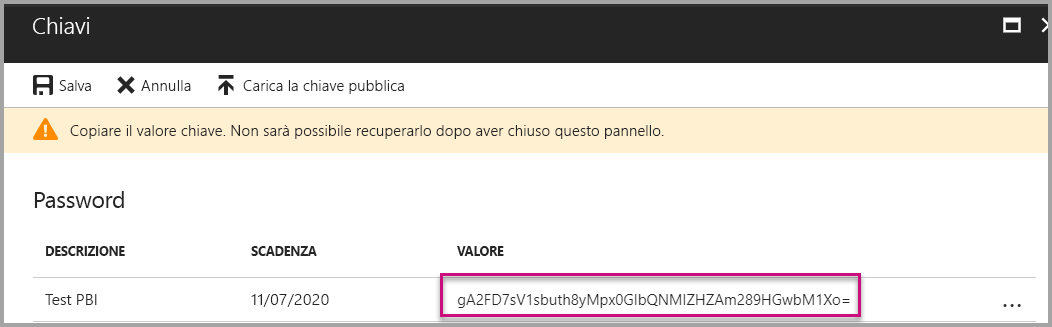 Chiavi
Salva Annulla Carica la chiave pubblica
Copiare il valore chiave. Non sarà possibile recuperarlo dopo aver chiuso questo pannello.
Password
DESCRIZIONE SCADENZA VALORE
Test PBI 11/07/2020 gA2FD7sV1sbuth8yMpx0GlbQNMIZHZAm289HGwbM1Xo= ...